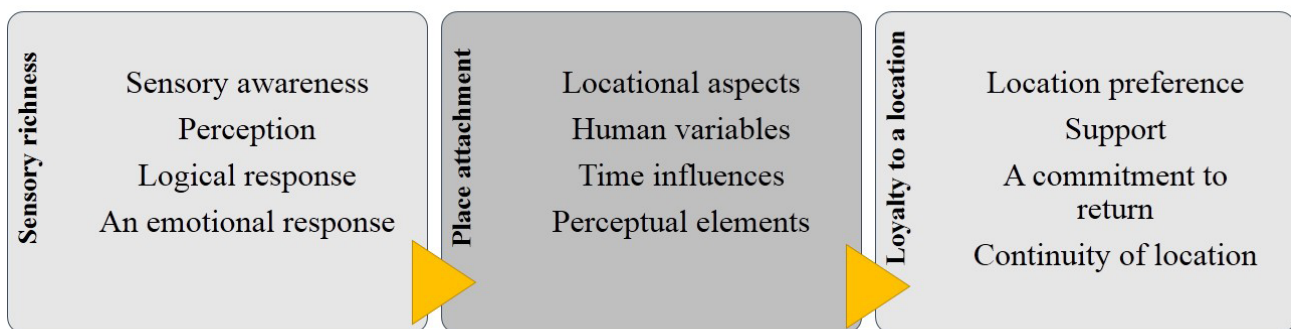 Sensory richness
Sensory awareness
Perception
Logical response
An emotional response
Place attachment
Locational aspects
Human variables
Time influences
Perceptual elements
Loyalty to a location
Location preference
Support
A commitment to
return
Continuity of location